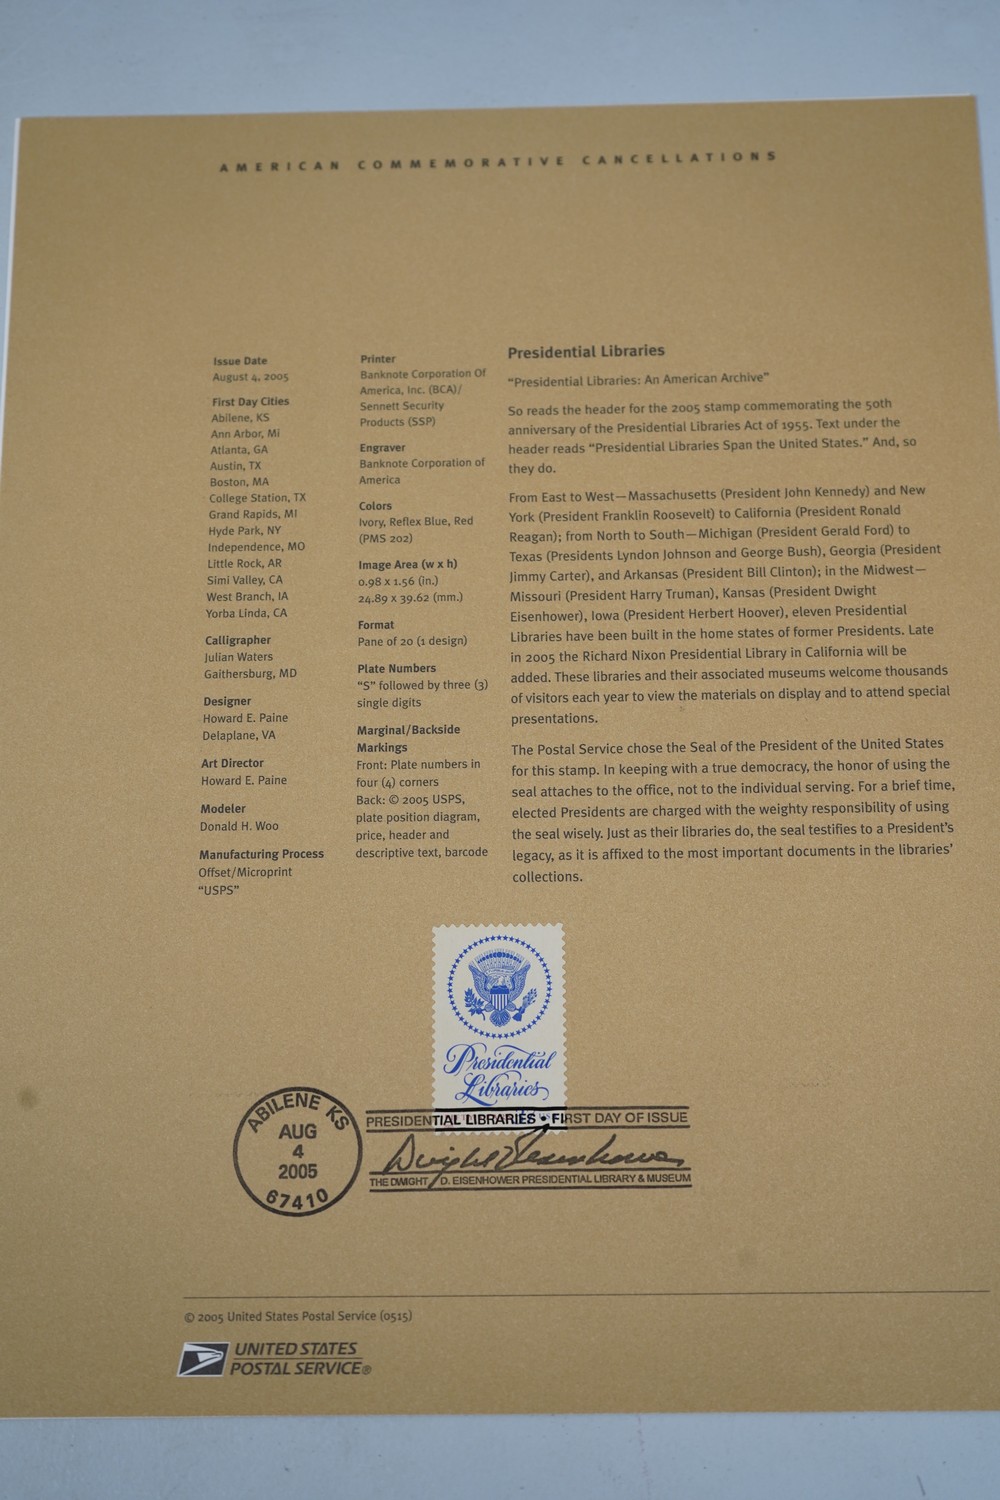 AMERICAN COMMEMORATIVE CANCELLATIONS
Issue Date
August 4, 2005
First Day Cities
Abilene, KS
Ann Arbor, MI
Atlanta, GA
Austin, TX
Boston, MA
College Station, TX
Grand Rapids, MI
Hyde Park, NY
Independence, MO
Little Rock, AR
Simi Valley, CA
West Branch, IA
Yorba Linda, CA
Calligrapher
Julian Waters
Gaithersburg, MD
Designer
Howard E. Paine
Delaplane, VA
Art Director
Howard E. Paine
Modeler
Donald H. Woo
Manufacturing Process
Offset/Microprint
“USPS”
Printer
Banknote Corporation Of
America, Inc. (BCA)/
Sennett Security
Products (SSP)
Engraver
Banknote Corporation of
America
Colors
Ivory, Reflex Blue, Red
(PMS 202)
Image Area (w x h)
0.98 x 1.56 (in.)
24.89 x 39.62 (mm.)
Format
Pane of 20 (1 design)
Plate Numbers
“S” followed by three (3)
single digits
Marginal/Backside
Markings
Front: Plate numbers in
four (4) corners
Back: © 2005 USPS,
plate position diagram,
price, header and
descriptive text, barcode
Presidential Libraries
“Presidential Libraries: An American Archive”
So reads the header for the 2005 stamp commemorating the 50th
anniversary of the Presidential Libraries Act of 1955. Text under the
header reads “Presidential Libraries Span the United States.” And, so
they do.
From East to West—Massachusetts (President John Kennedy) and New
York (President Franklin Roosevelt) to California (President Ronald
Reagan); from North to South—Michigan (President Gerald Ford) to
Texas (Presidents Lyndon Johnson and George Bush), Georgia (President
Jimmy Carter), and Arkansas (President Bill Clinton); in the Midwest—
Missouri (President Harry Truman), Kansas (President Dwight
Eisenhower), Iowa (President Herbert Hoover), eleven Presidential
Libraries have been built in the home states of former Presidents. Late
in 2005 the Richard Nixon Presidential Library in California will be
added. These libraries and their associated museums welcome thousands
of visitors each year to view the materials on display and to attend special
presentations.
The Postal Service chose the Seal of the President of the United States
for this stamp. In keeping with a true democracy, the honor of using the
seal attaches to the office, not to the individual serving. For a brief time,
elected Presidents are charged with the weighty responsibility of using
the seal wisely. Just as their libraries do, the seal testifies to a President’s
legacy, as it is affixed to the most important documents in the libraries’
collections.
Presidential
Libraries
ABILENE KS
AUG
4
2005
67410
PRESIDENTIAL LIBRARIES • FIRST DAY OF ISSUE
Dwight Eisenhower
THE DWIGHT D. EISENHOWER PRESIDENTIAL LIBRARY & MUSEUM
© 2005 United States Postal Service (0515)
UNITED STATES
POSTAL SERVICE®